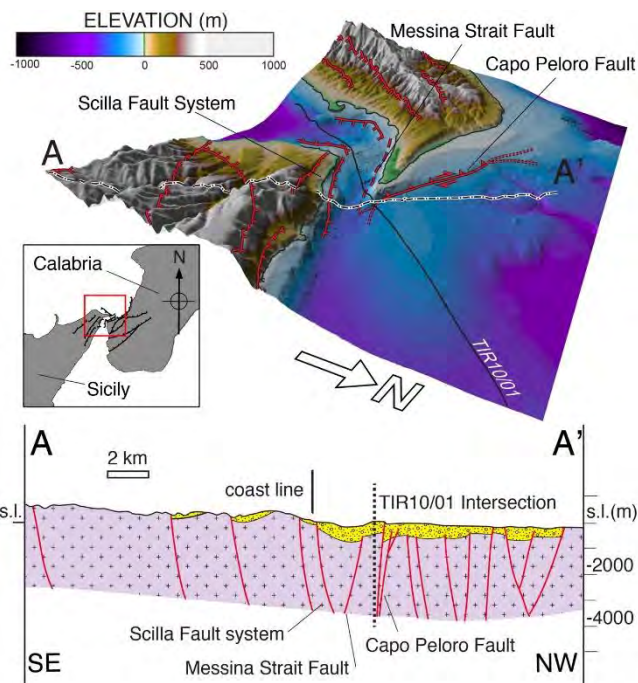 ELEVATION (m)
-1000 -500 0 500 1000
Messina Strait Fault
Capo Peloro Fault
Scilla Fault System
A
A'
N
Calabria
Sicily
TIR10/01
N
A
A'
2 km
coast line
TIR10/01 Intersection
s.l.
s.l.(m)
-2000
-4000
Scilla Fault system
Capo Peloro Fault
Messina Strait Fault
SE
NW